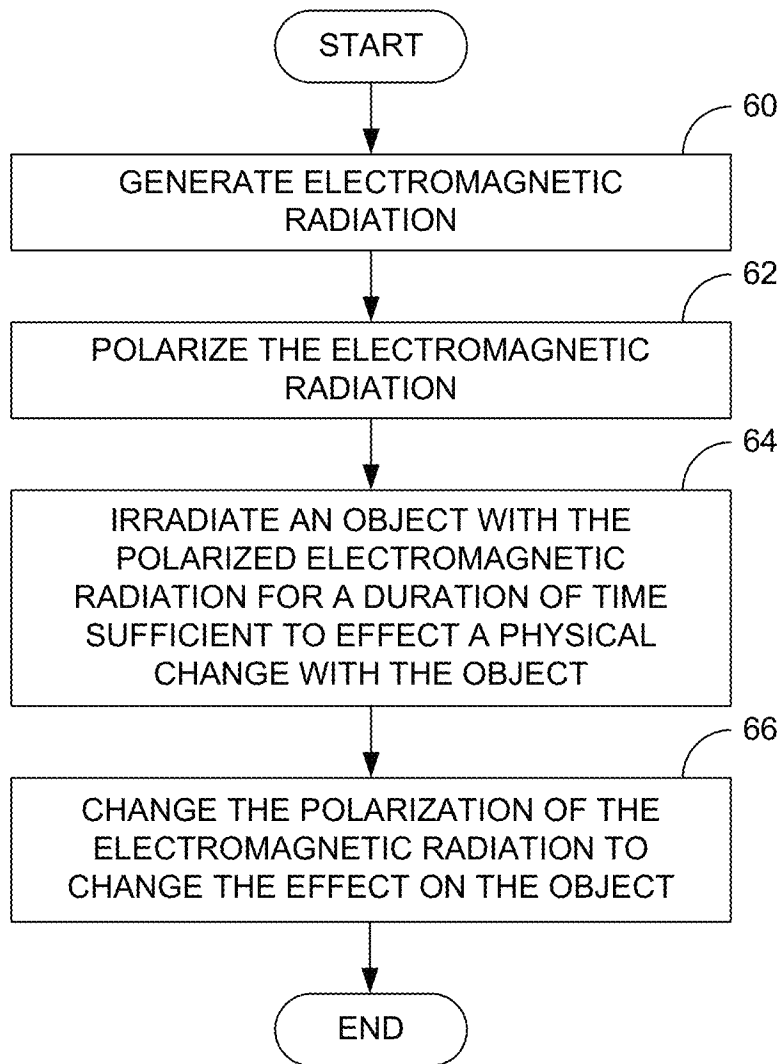 START
60
GENERATE ELECTROMAGNETIC
RADIATION
62
POLARIZE THE ELECTROMAGNETIC
RADIATION
64
IRRADIATE AN OBJECT WITH THE
POLARIZED ELECTROMAGNETIC
RADIATION FOR A DURATION OF TIME
SUFFICIENT TO EFFECT A PHYSICAL
CHANGE WITH THE OBJECT
66
CHANGE THE POLARIZATION OF THE
ELECTROMAGNETIC RADIATION TO
CHANGE THE EFFECT ON THE OBJECT
END